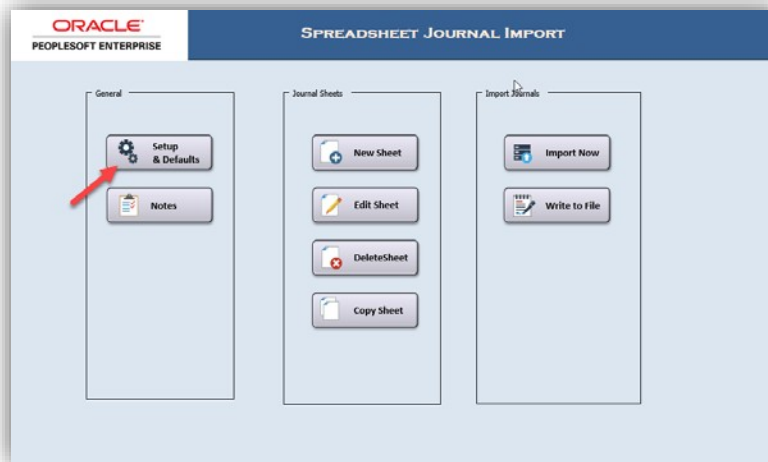 ORACLE'
PEOPLESOFT ENTERPRISE
SPREADSHEET JOURNAL IMPORT
General
Setup
& Defaults
Notes
Journal Sheets
New Sheet
Edit Sheet
DeleteSheet
Copy Sheet
Import Journals
Import Now
Write to File